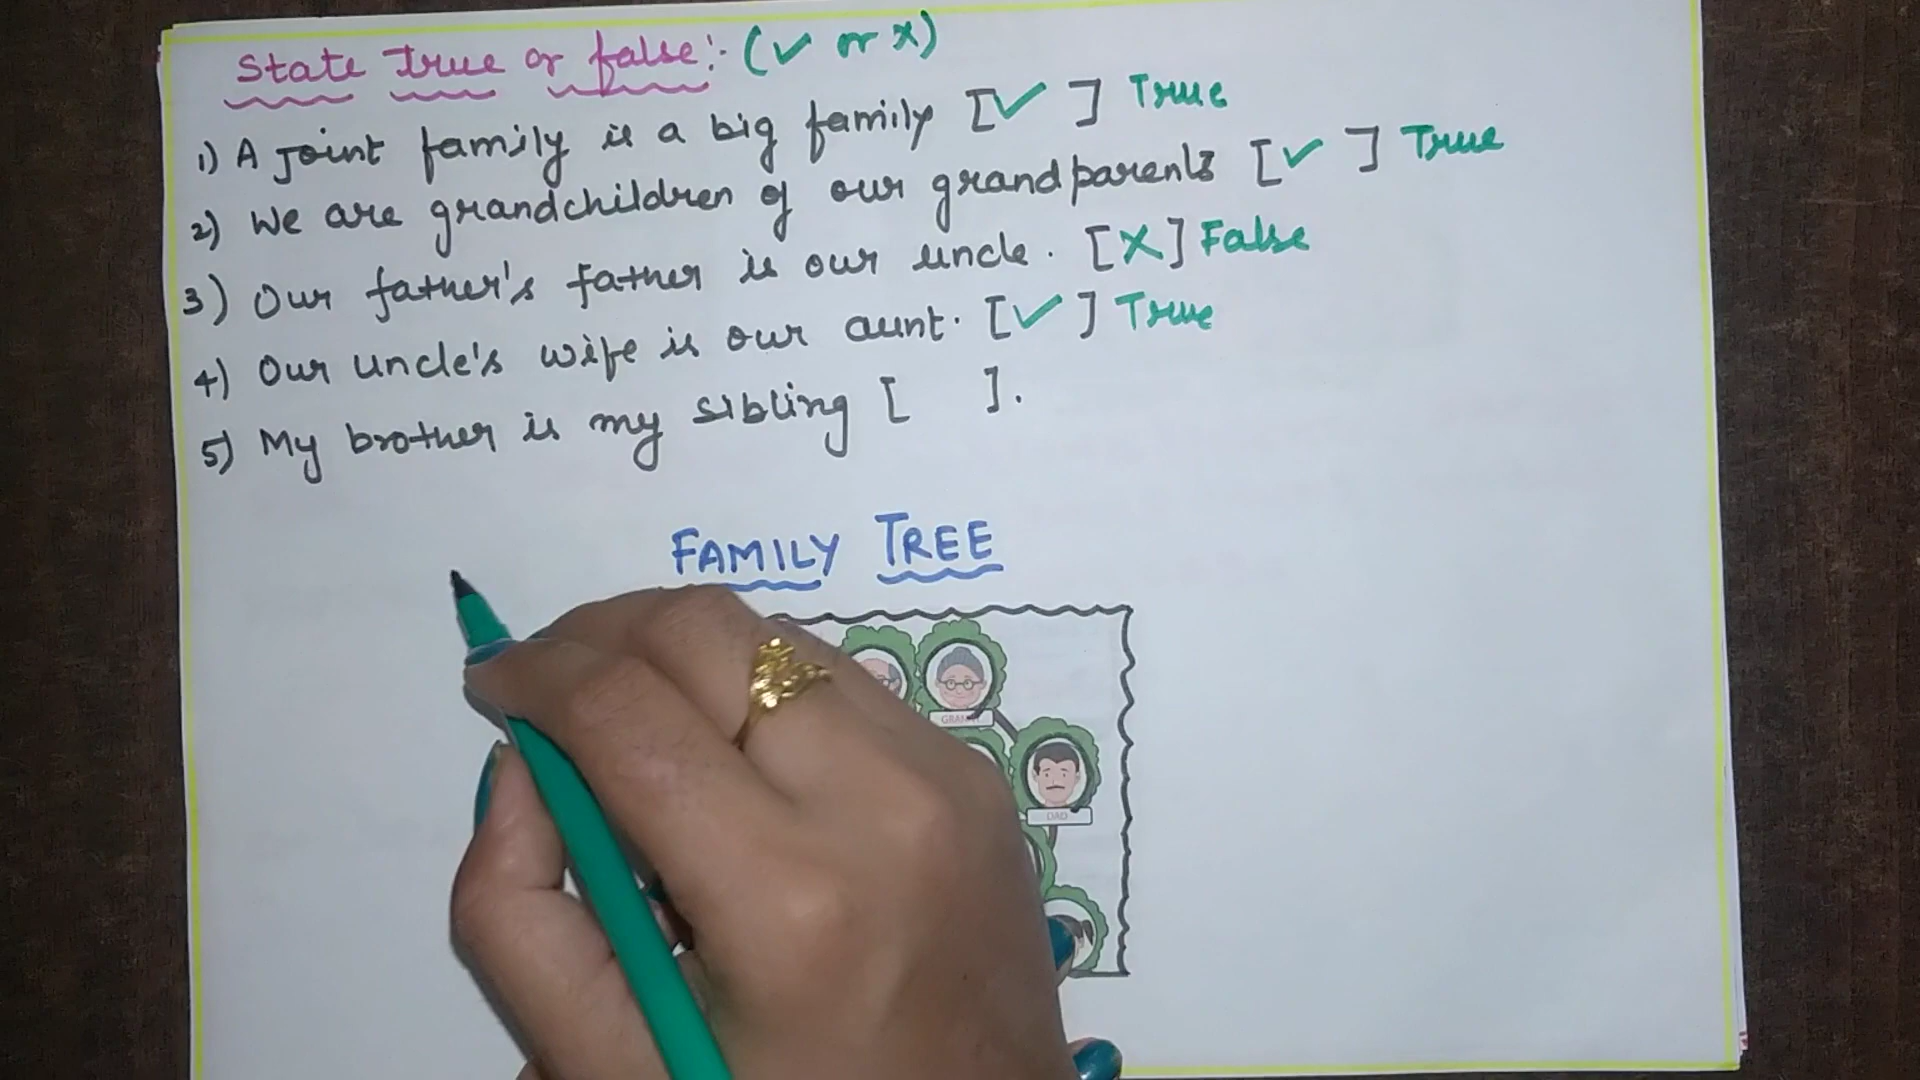 State true or false:- (✓ or x)
1) A joint family is a big family [✓ ] True
2) We are grandchildren of our grandparents [✓ ] True
3) Our father's father is our uncle. [X] False
4) Our uncle's wife is our aunt. [✓ ] True
5) My brother is my sibling [ ].
FAMILY TREE
DAD